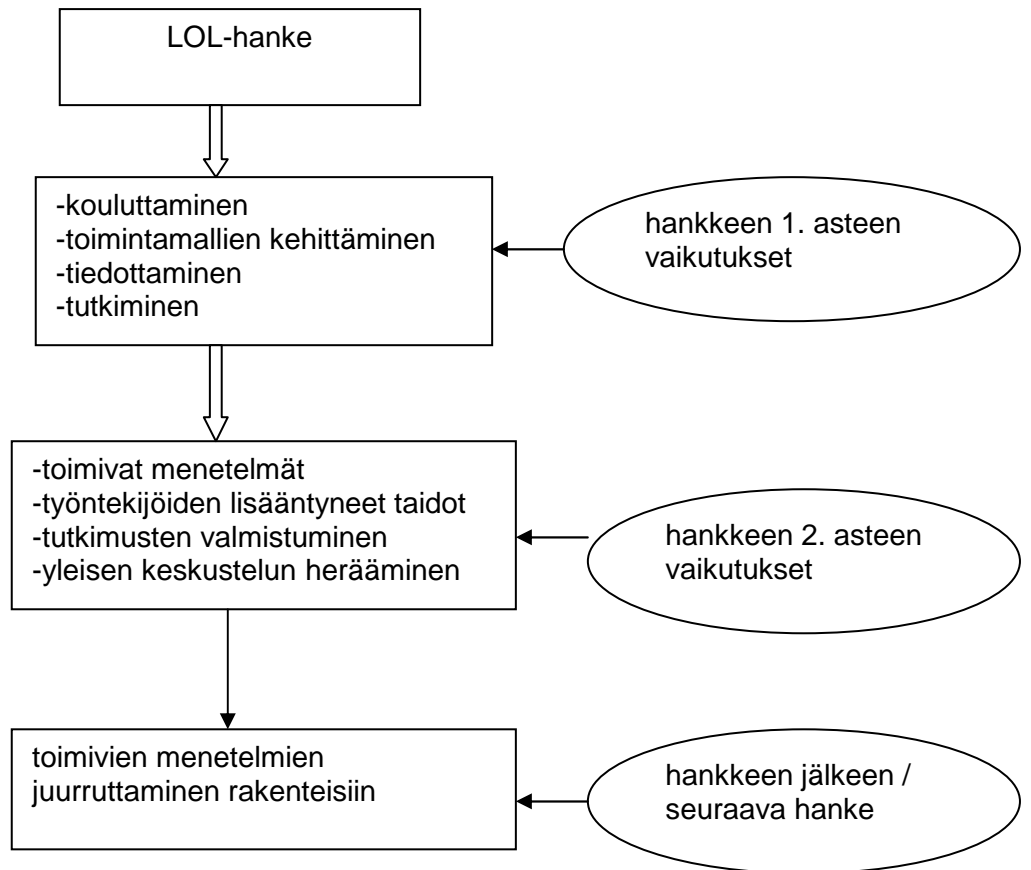 LOL-hanke
-kouluttaminen
-toimintamallien kehittäminen
-tiedottaminen
-tutkiminen
hankkeen 1. asteen
vaikutukset
-toimivat menetelmät
-työntekijöiden lisääntyneet taidot
-tutkimusten valmistuminen
-yleisen keskustelun herääminen
hankkeen 2. asteen
vaikutukset
toimivien menetelmien
juurruttaminen rakenteisiin
hankkeen jälkeen /
seuraava hanke